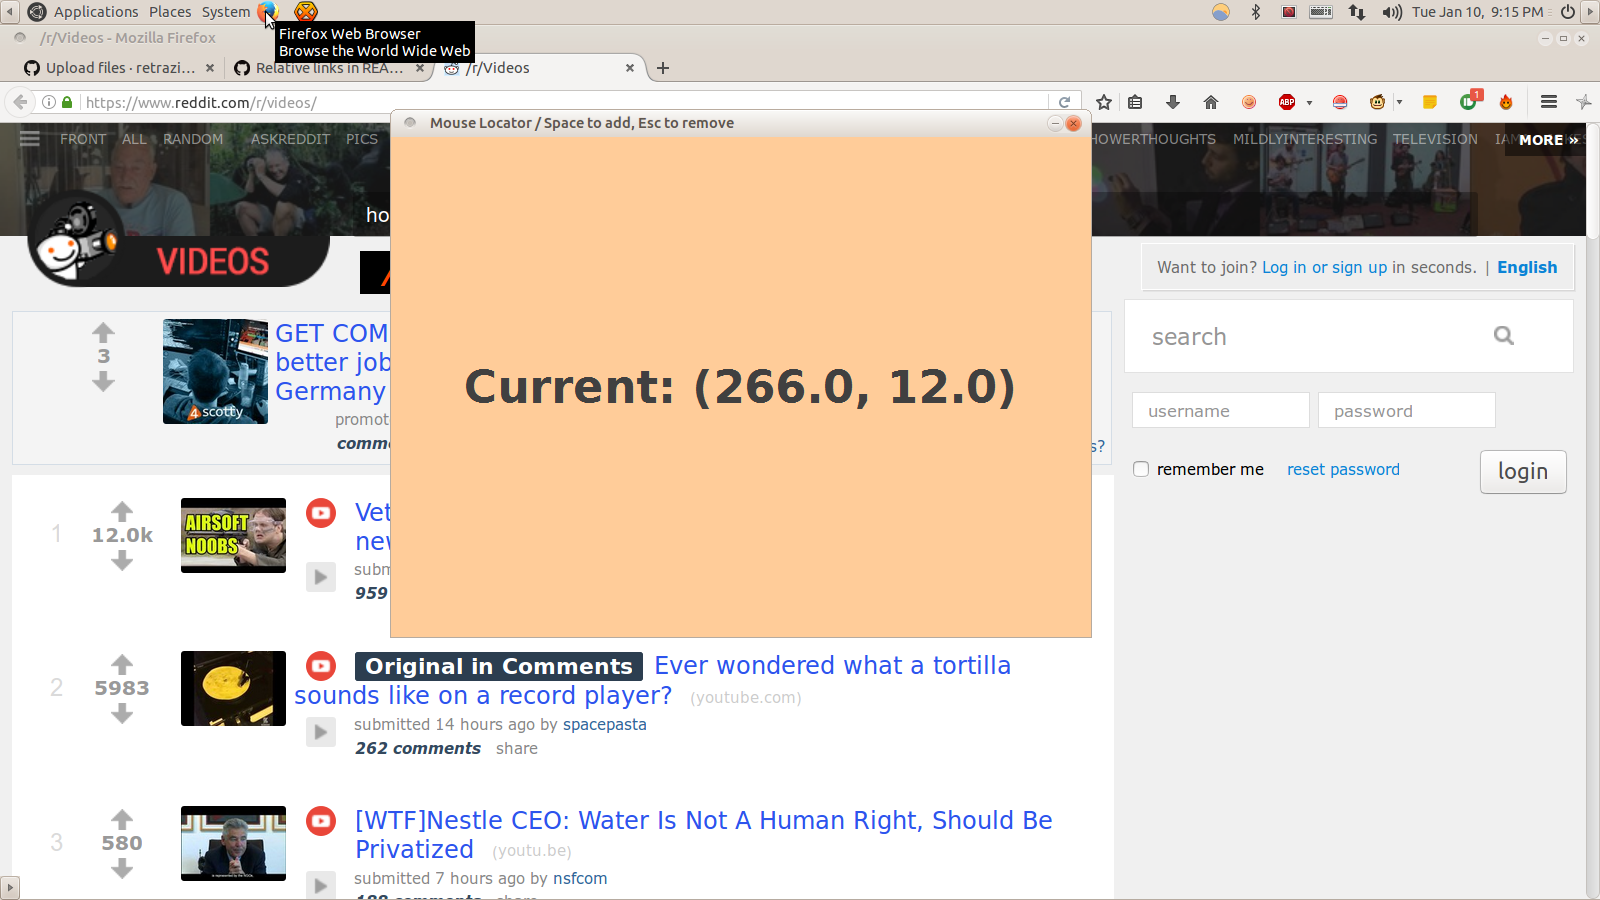 Applications Places System
Tue Jan 10, 9:15 PM
Firefox Web Browser
Browse the World Wide Web
/r/Videos - Mozilla Firefox
Upload files · retrazi...
Relative links in REA...
/r/Videos
https://www.reddit.com/r/videos/
ABP
1
Mouse Locator / Space to add, Esc to remove
FRONT ALL RANDOM ASKREDDIT PICS
HOWERTHOUGHTS MILDLYINTERESTING TELEVISION
MORE »
ho
VIDEOS
Want to join? Log in or sign up in seconds. | English
search
username
password
remember me
reset password
login
Current: (266.0, 12.0)
3
4 scotty
GET COM
better job
Germany
promot
comme
s?
1
12.0k
AIRSOFT
NOOBS
Vet
new
subm
959
2
5983
Original in Comments Ever wondered what a tortilla
sounds like on a record player? (youtube.com)
submitted 14 hours ago by spacepasta
262 comments share
3
580
[WTF]Nestle CEO: Water Is Not A Human Right, Should Be
Privatized (youtu.be)
submitted 7 hours ago by nsfcom